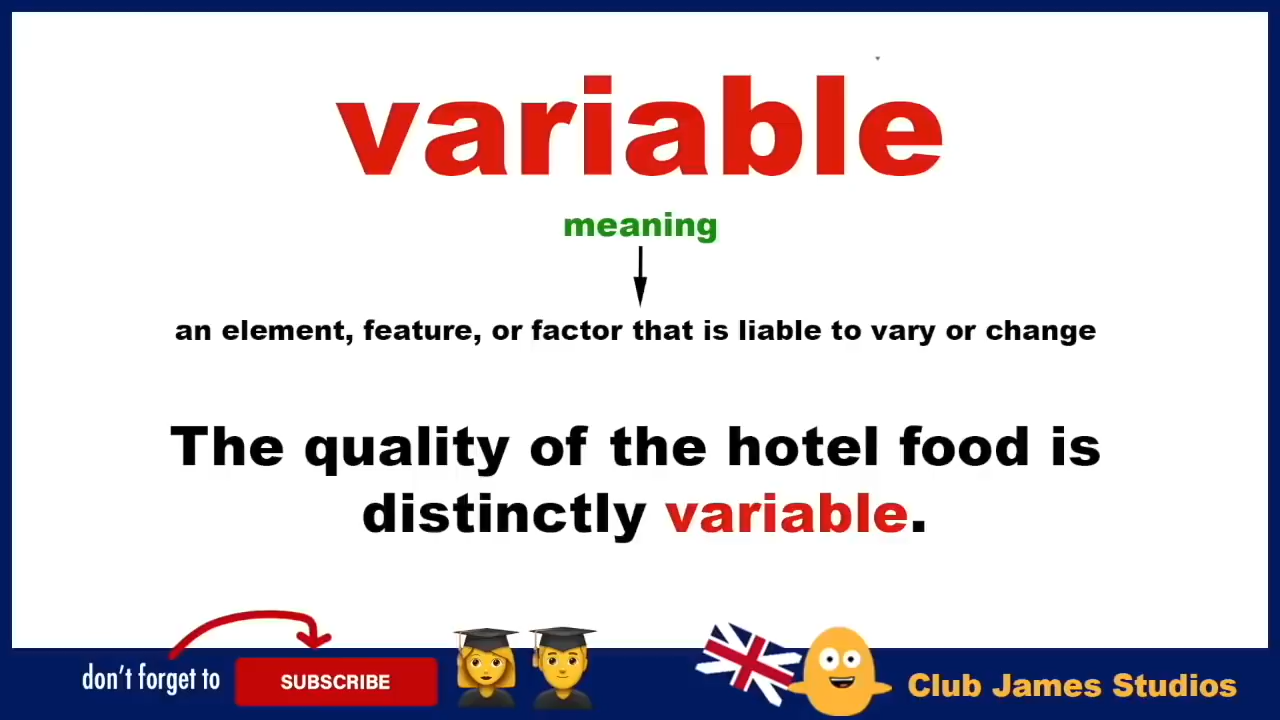 variable
meaning
an element, feature, or factor that is liable to vary or change
The quality of the hotel food is
distinctly variable.
don't forget to
SUBSCRIBE
Club James Studios